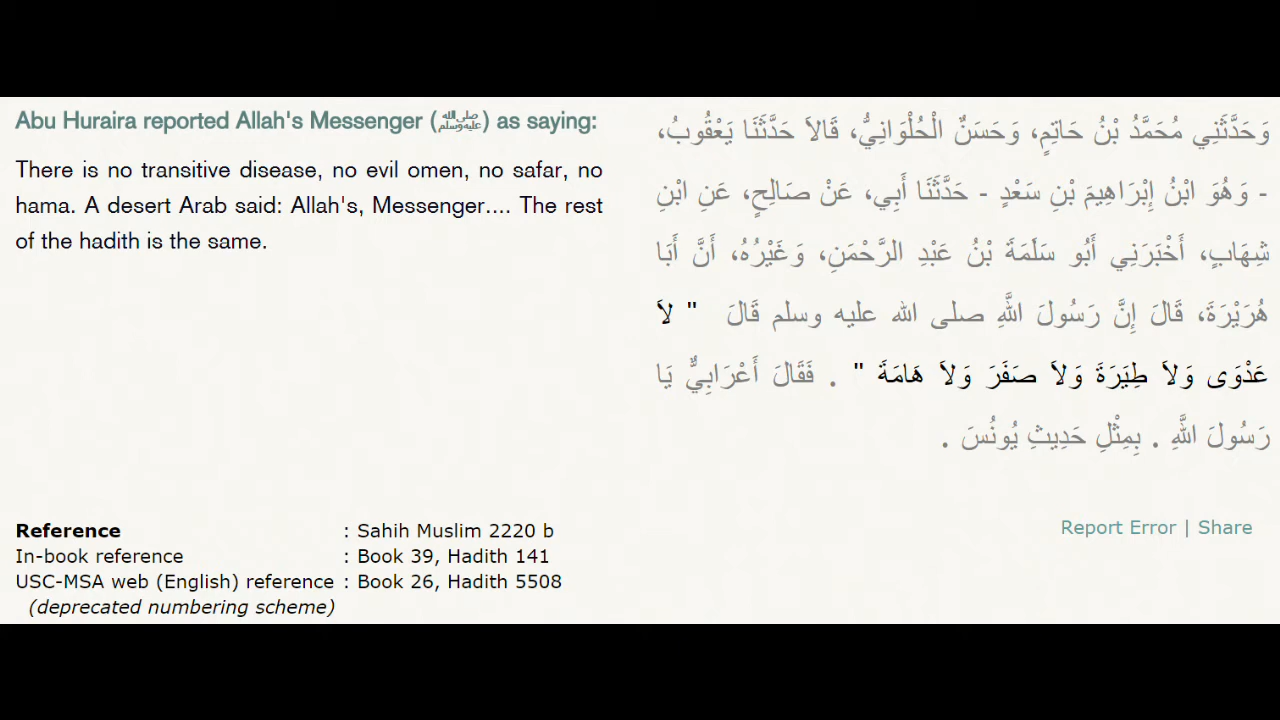 Abu Huraira reported Allah's Messenger (ﷺ) as saying:
There is no transitive disease, no evil omen, no safar, no
hama. A desert Arab said: Allah's, Messenger.... The rest
of the hadith is the same.
وَحَدَّثَنِي مُحَمَّدُ بْنُ حَاتِمٍ، وَحَسَنٌ الْحُلْوَانِيُّ، قَالاَ حَدَّثَنَا يَعْقُوبُ،
- وَهُوَ ابْنُ إِبْرَاهِيمَ بْنِ سَعْدٍ - حَدَّثَنَا أَبِي، عَنْ صَالِحٍ، عَنِ ابْنِ
شِهَابٍ، أَخْبَرَنِي أَبُو سَلَمَةَ بْنُ عَبْدِ الرَّحْمَنِ، وَغَيْرُهُ، أَنَّ أَبَا
هُرَيْرَةَ، قَالَ إِنَّ رَسُولَ اللَّهِ صلى الله عليه وسلم قَالَ " لاَ
عَدْوَى وَلاَ طِيَرَةَ وَلاَ صَفَرَ وَلاَ هَامَةَ " . فَقَالَ أَعْرَابِيٌّ يَا
رَسُولَ اللَّهِ . بِمِثْلِ حَدِيثِ يُونُسَ .
Reference : Sahih Muslim 2220 b
In-book reference : Book 39, Hadith 141
USC-MSA web (English) reference : Book 26, Hadith 5508
(deprecated numbering scheme)
Report Error | Share